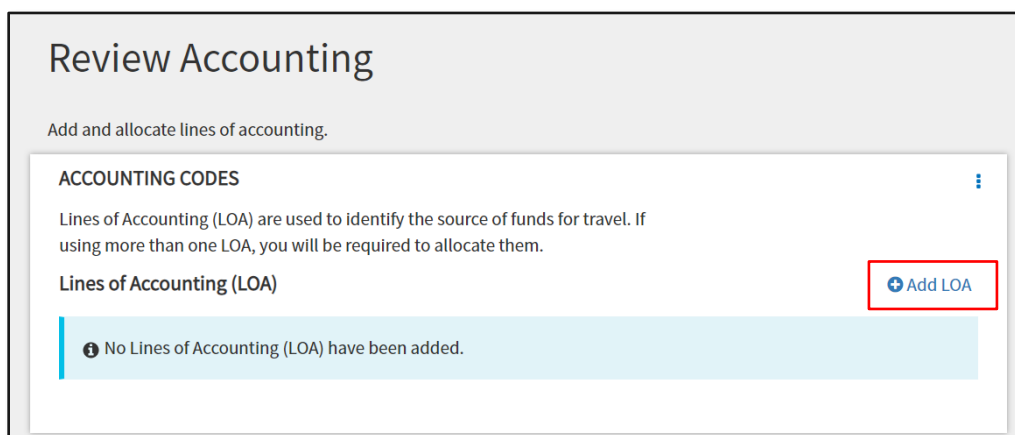 Review Accounting
Add and allocate lines of accounting.
ACCOUNTING CODES
Lines of Accounting (LOA) are used to identify the source of funds for travel. If
using more than one LOA, you will be required to allocate them.
Lines of Accounting (LOA)
Add LOA
No Lines of Accounting (LOA) have been added.